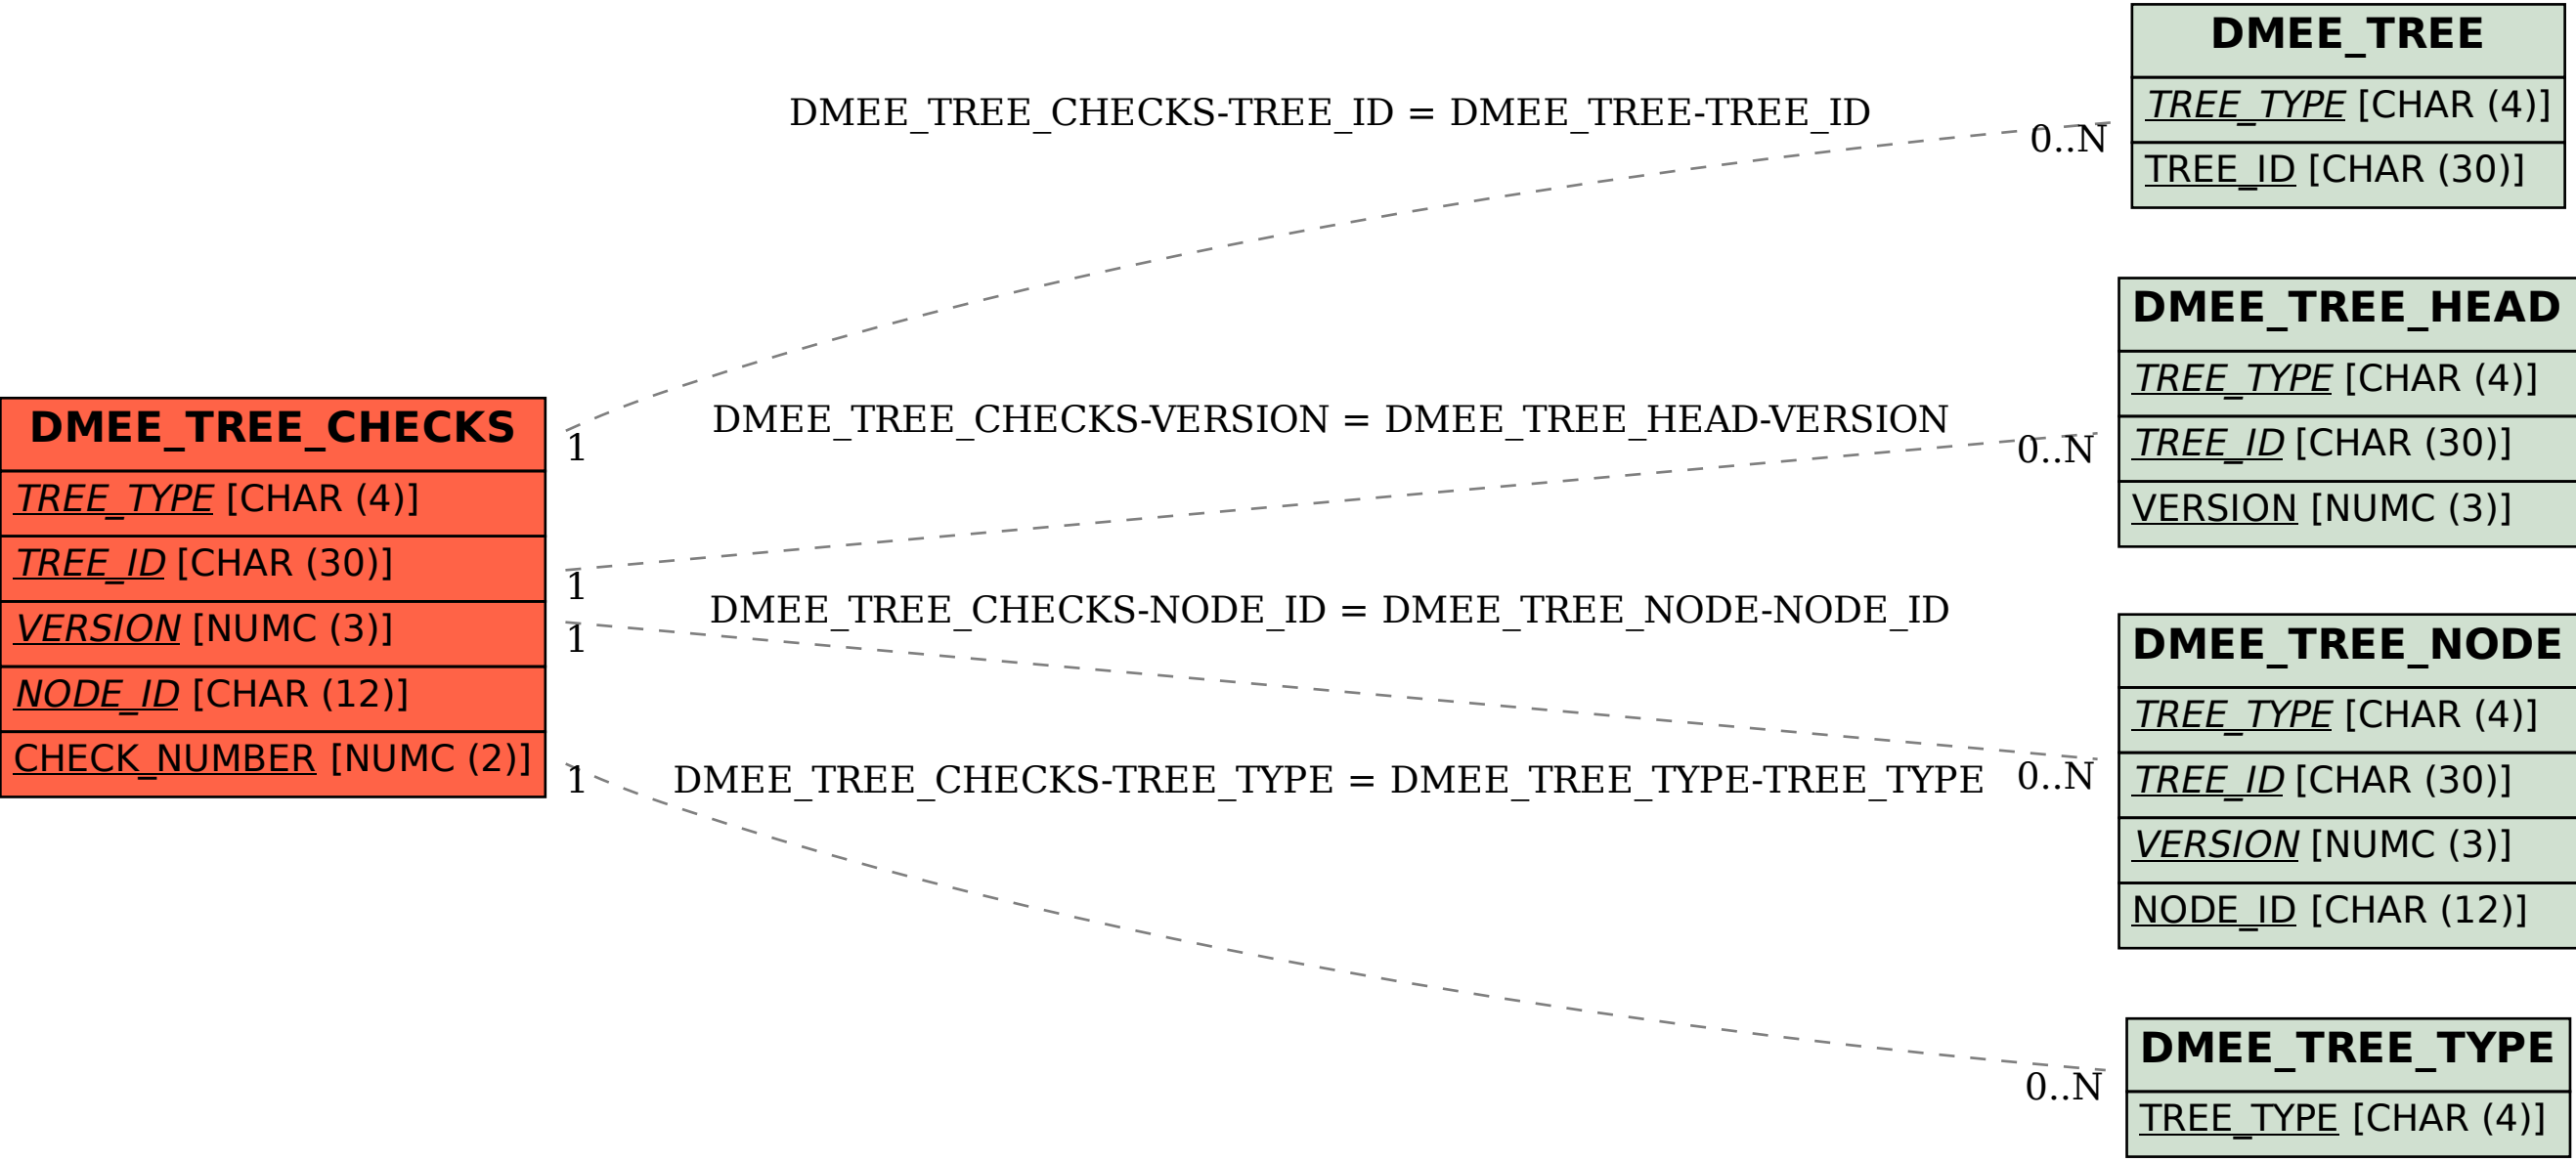 DMEE_TREE
TREE_TYPE [CHAR (4)]
TREE_ID [CHAR (30)]
DMEE_TREE_CHECKS-TREE_ID = DMEE_TREE-TREE_ID
0..N
DMEE_TREE_HEAD
TREE_TYPE [CHAR (4)]
TREE_ID [CHAR (30)]
VERSION [NUMC (3)]
DMEE_TREE_CHECKS-VERSION = DMEE_TREE_HEAD-VERSION
0..N
DMEE_TREE_CHECKS
TREE_TYPE [CHAR (4)]
TREE_ID [CHAR (30)]
VERSION [NUMC (3)]
NODE_ID [CHAR (12)]
CHECK_NUMBER [NUMC (2)]
1
1
1
1
DMEE_TREE_CHECKS-NODE_ID = DMEE_TREE_NODE-NODE_ID
0..N
DMEE_TREE_NODE
TREE_TYPE [CHAR (4)]
TREE_ID [CHAR (30)]
VERSION [NUMC (3)]
NODE_ID [CHAR (12)]
DMEE_TREE_CHECKS-TREE_TYPE = DMEE_TREE_TYPE-TREE_TYPE
0..N
DMEE_TREE_TYPE
TREE_TYPE [CHAR (4)]